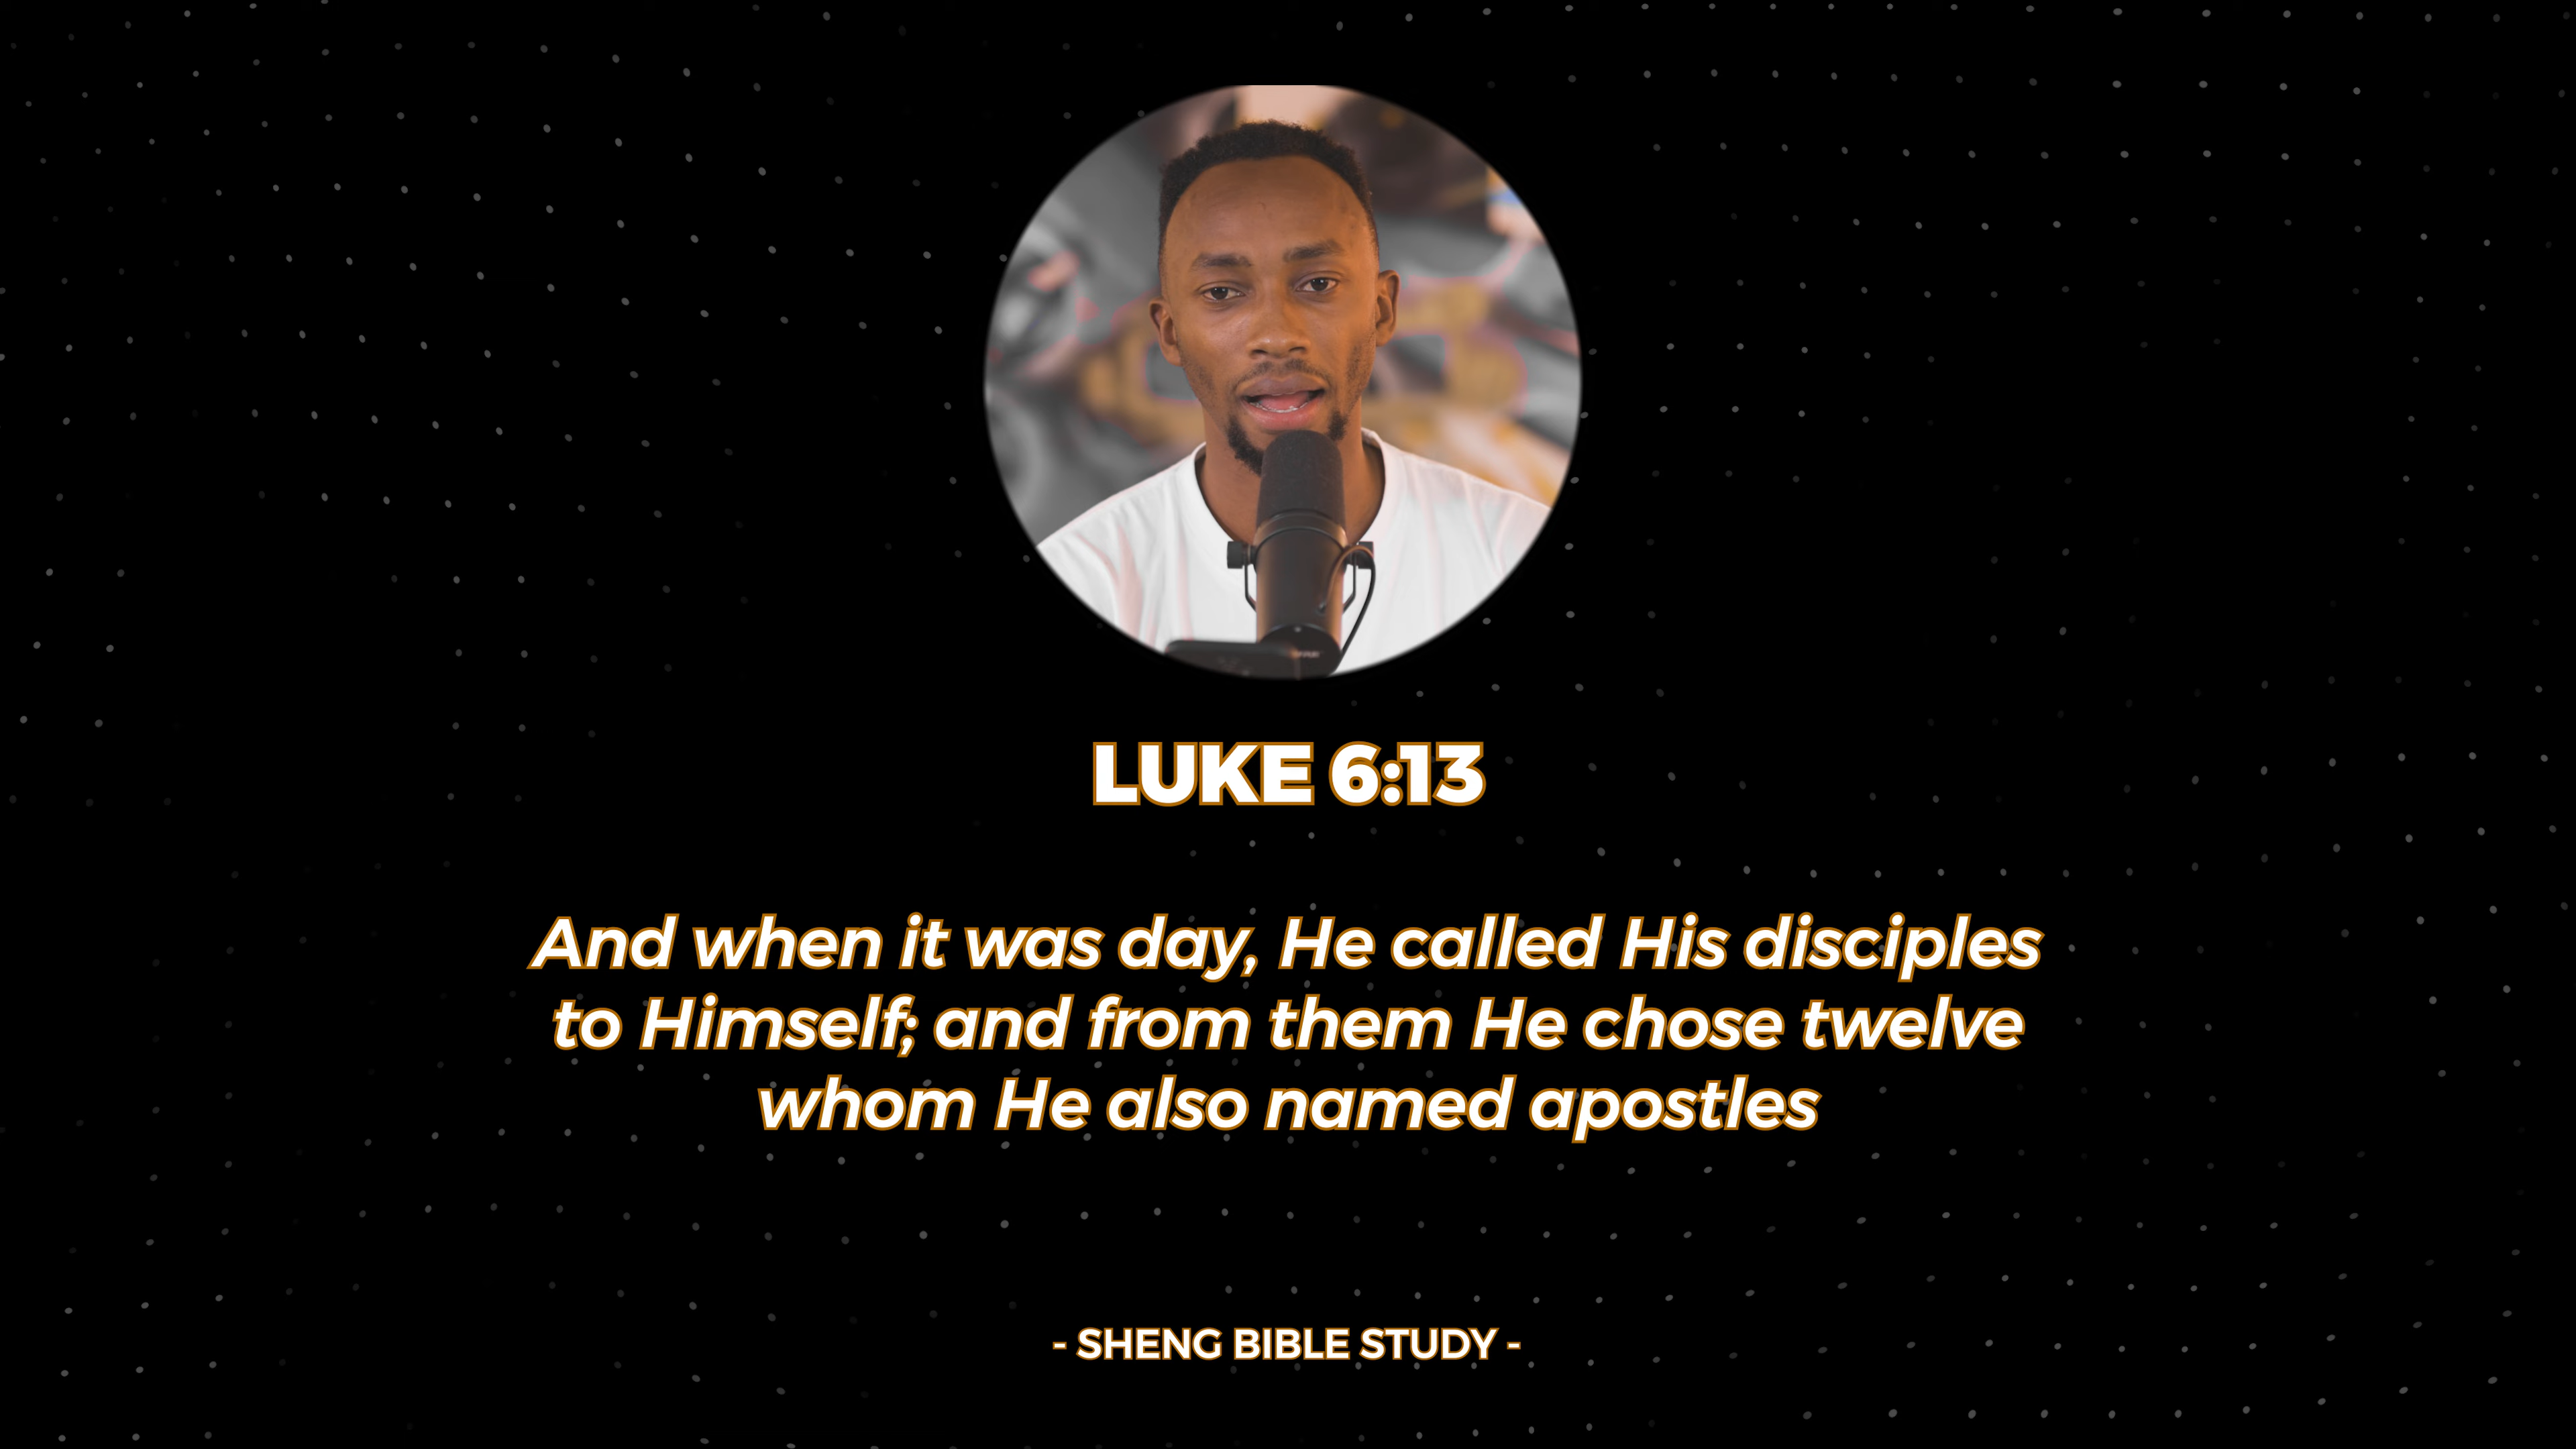 LUKE 6:13
And when it was day, He called His disciples
to Himself; and from them He chose twelve
whom He also named apostles
- SHENG BIBLE STUDY -